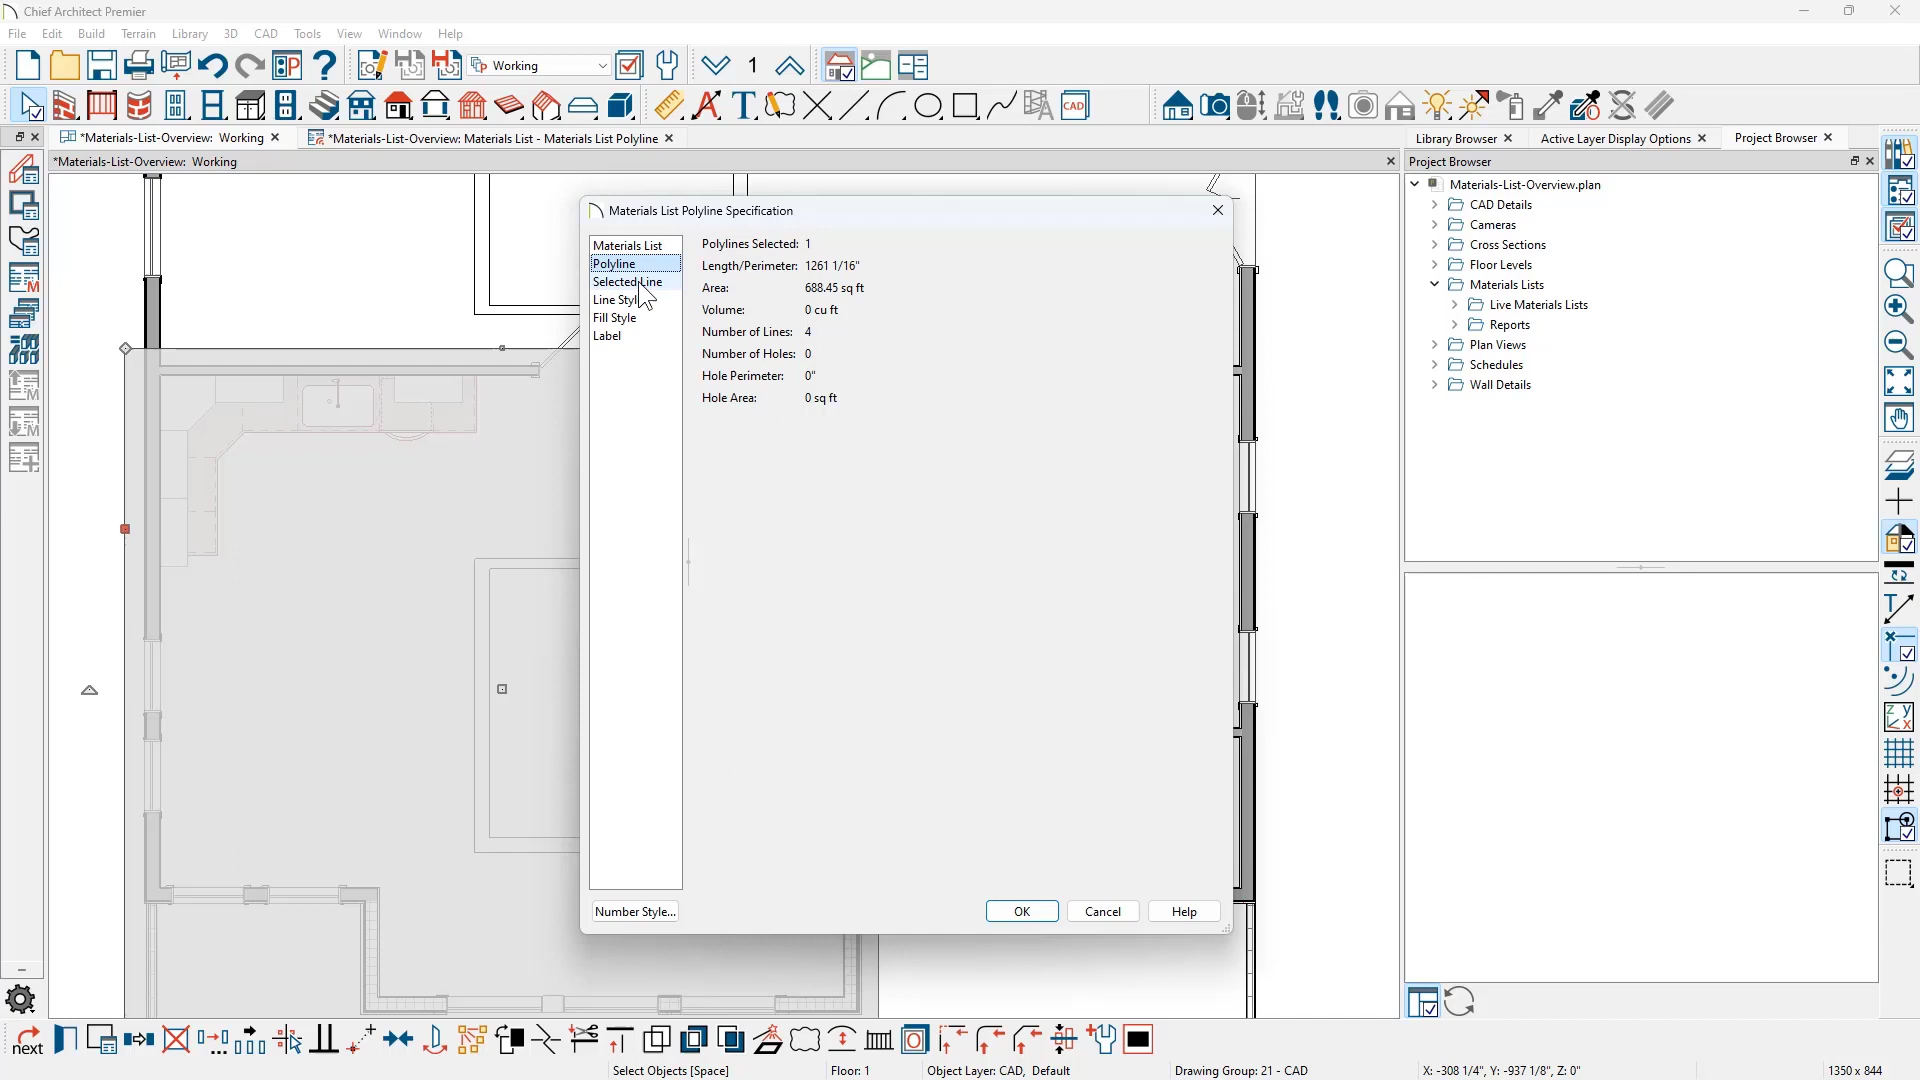 Chief Architect Premier
File Edit Build Terrain Library 3D CAD Tools View Window Help
Working 1
CAD
*Materials-List-Overview: Working *Materials-List-Overview: Materials List - Materials List Polyline Library Browser Active Layer Display Options Project Browser
*Materials-List-Overview: Working Project Browser
Materials-List-Overview.plan
CAD Details
Cameras
Cross Sections
Floor Levels
Materials Lists
Live Materials Lists
Reports
Plan Views
Schedules
Wall Details
Materials List Polyline Specification
Materials List
Polyline
Selected Line
Line Styl
Fill Style
Label
Polylines Selected: 1
Length/Perimeter: 1261 1/16"
Area: 688.45 sq ft
Volume: 0 cu ft
Number of Lines: 4
Number of Holes: 0
Hole Perimeter: 0"
Hole Area: 0 sq ft
Number Style... OK Cancel Help
next
Select Objects [Space] Floor: 1 Object Layer: CAD, Default Drawing Group: 21 - CAD X: -308 1/4", Y: -937 1/8", Z: 0" 1350 x 844